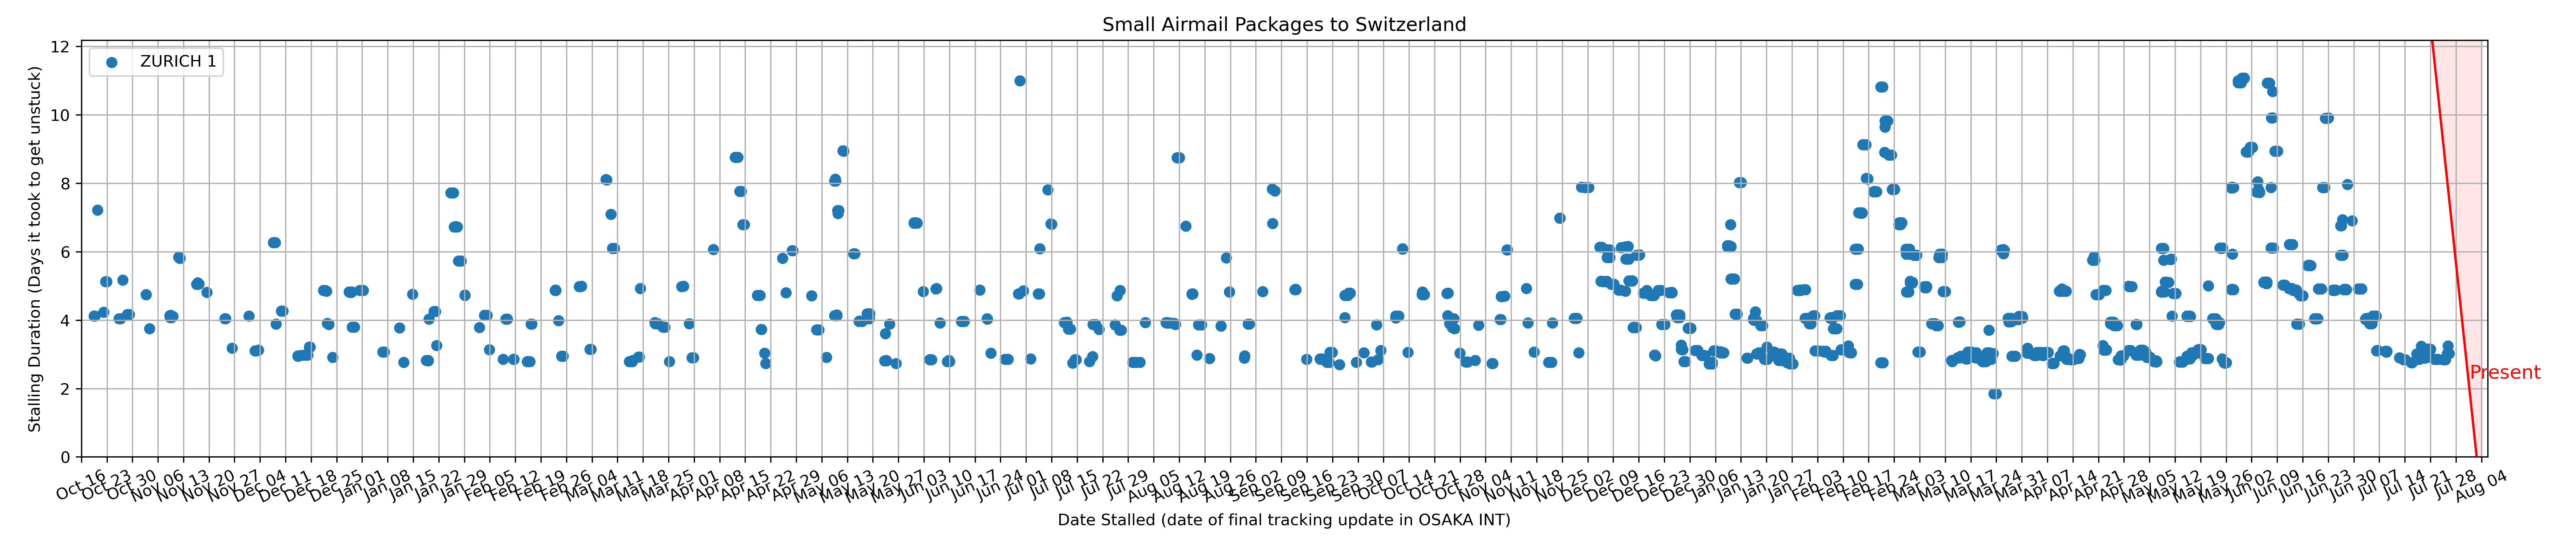 Small Airmail Packages to Switzerland
ZURICH 1
Stalling Duration (Days it took to get unstuck)
12
10
8
6
4
2
0
Present
Oct 16 Oct 23 Oct 30 Nov 06 Nov 13 Nov 20 Nov 27 Dec 04 Dec 11 Dec 18 Dec 25 Jan 01 Jan 08 Jan 15 Jan 22 Jan 29 Feb 05 Feb 12 Feb 19 Feb 26 Mar 04 Mar 11 Mar 18 Mar 25 Apr 01 Apr 08 Apr 15 Apr 22 Apr 29 May 06 May 13 May 20 May 27 Jun 03 Jun 10 Jun 17 Jun 24 Jul 01 Jul 08 Jul 15 Jul 22 Jul 29 Aug 05 Aug 12 Aug 19 Aug 26 Sep 02 Sep 09 Sep 16 Sep 23 Sep 30 Oct 07 Oct 14 Oct 21 Oct 28 Nov 04 Nov 11 Nov 18 Nov 25 Dec 02 Dec 09 Dec 16 Dec 23 Dec 30 Jan 06 Jan 13 Jan 20 Jan 27 Feb 03 Feb 10 Feb 17 Feb 24 Mar 03 Mar 10 Mar 17 Mar 24 Mar 31 Apr 07 Apr 14 Apr 21 Apr 28 May 05 May 12 May 19 May 26 Jun 02 Jun 09 Jun 16 Jun 23 Jun 30 Jul 07 Jul 14 Jul 21 Jul 28 Aug 04
Date Stalled (date of final tracking update in OSAKA INT)